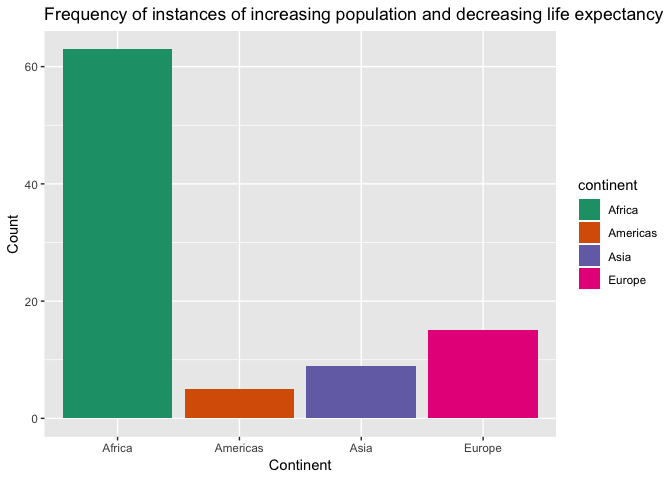 Frequency of instances of increasing population and decreasing life expectancy
60
40
20
0
Count
Africa
Americas
Asia
Europe
Continent
continent
Africa
Americas
Asia
Europe